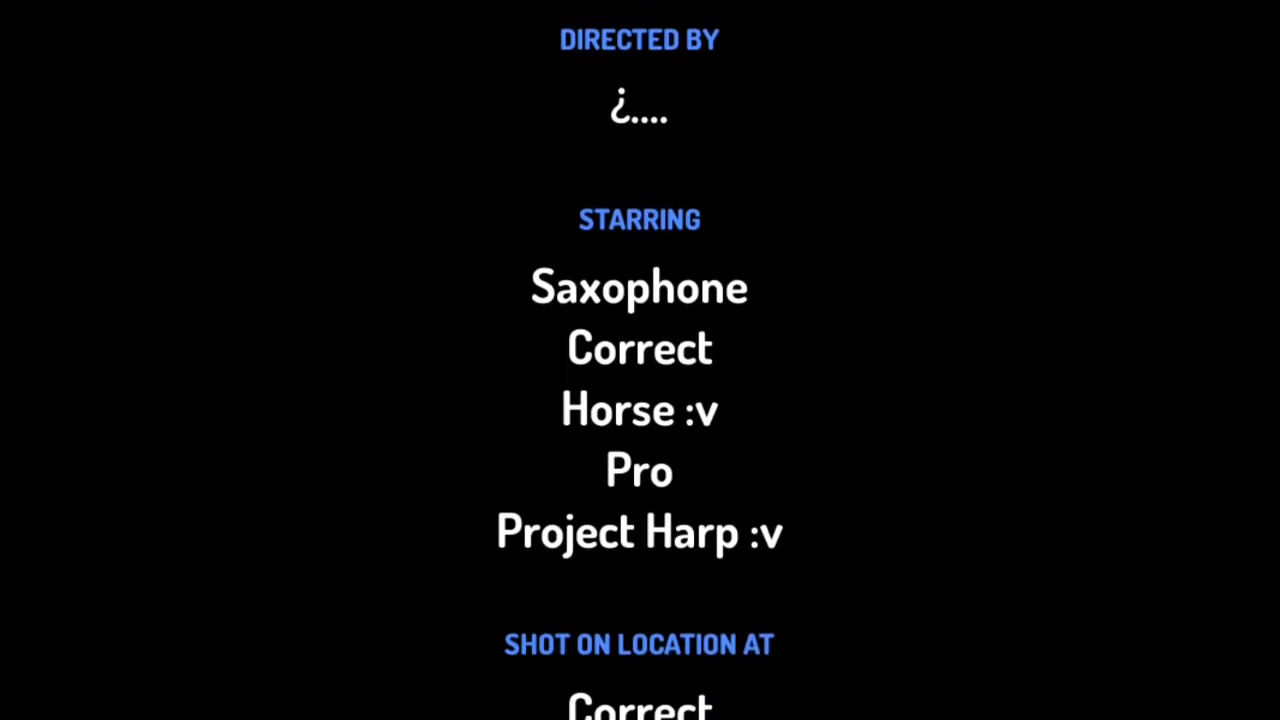 DIRECTED BY
¿....
STARRING
Saxophone
Correct
Horse :v
Pro
Project Harp :v
SHOT ON LOCATION AT
Correct